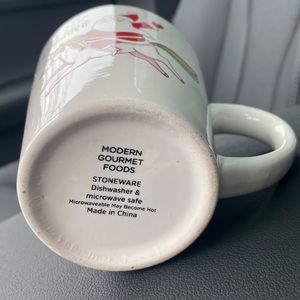 MODERN
GOURMET
FOODS
STONEWARE
Dishwasher &
microwave safe
Microwaveable May Become Hot
Made in China